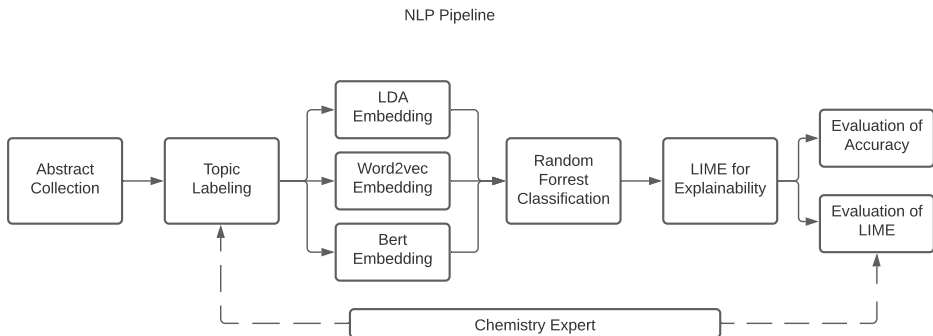 NLP Pipeline
Abstract
Collection
Topic
Labeling
LDA
Embedding
Word2vec
Embedding
Bert
Embedding
Random
Forrest
Classification
LIME for
Explainability
Evaluation of
Accuracy
Evaluation of
LIME
Chemistry Expert